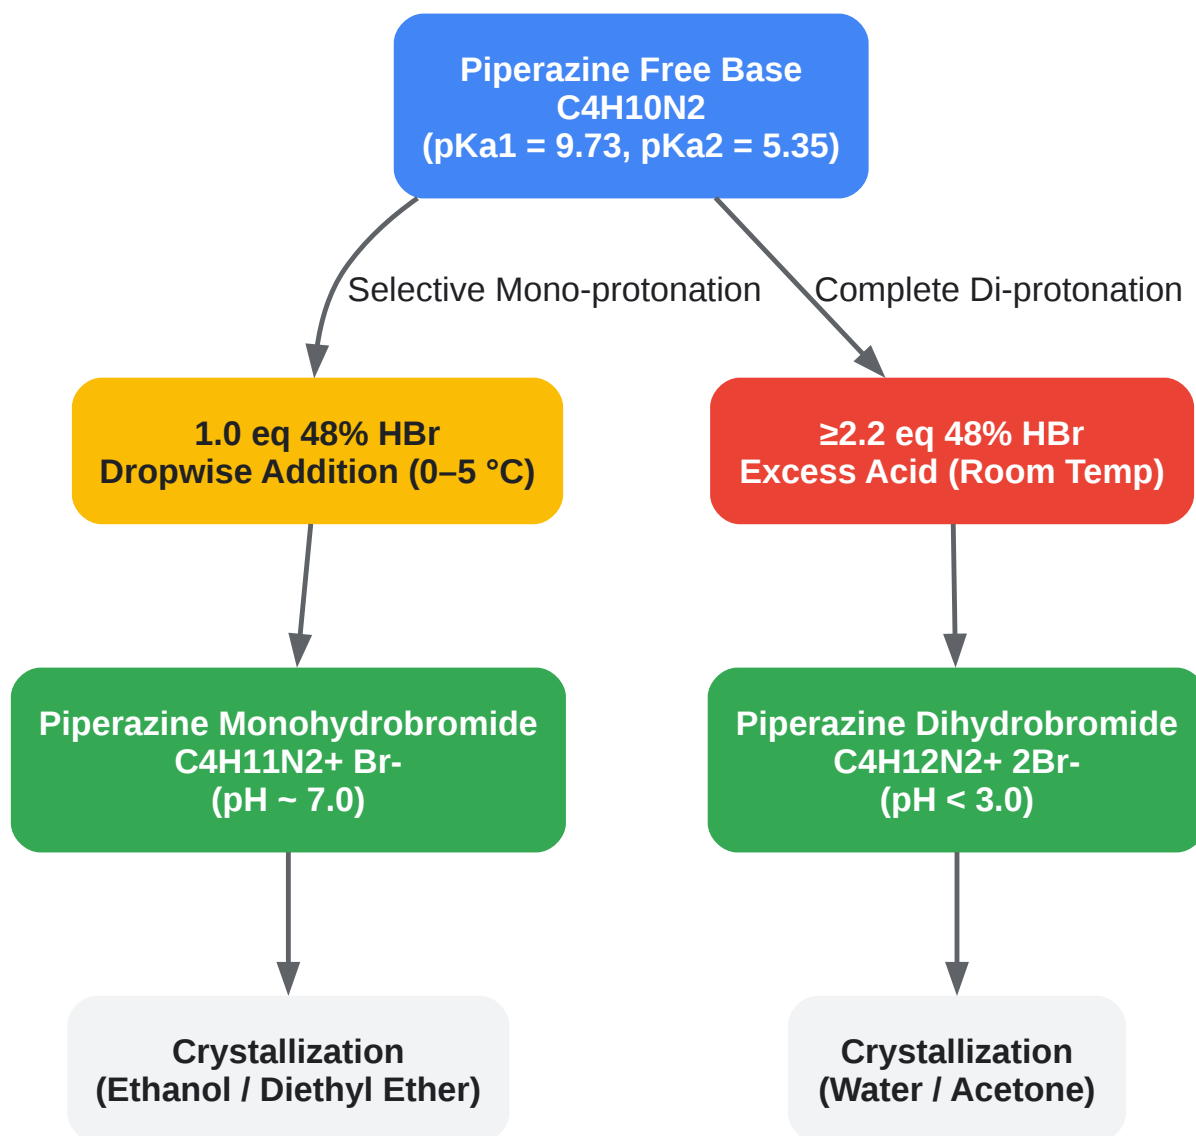 Piperazine Free Base
C4H10N2
(pKa1 = 9.73, pKa2 = 5.35)
Selective Mono-protonation
Complete Di-protonation
1.0 eq 48% HBr
Dropwise Addition (0–5 °C)
≥2.2 eq 48% HBr
Excess Acid (Room Temp)
Piperazine Monohydrobromide
C4H11N2+ Br-
(pH ~ 7.0)
Piperazine Dihydrobromide
C4H12N2+ 2Br-
(pH < 3.0)
Crystallization
(Ethanol / Diethyl Ether)
Crystallization
(Water / Acetone)